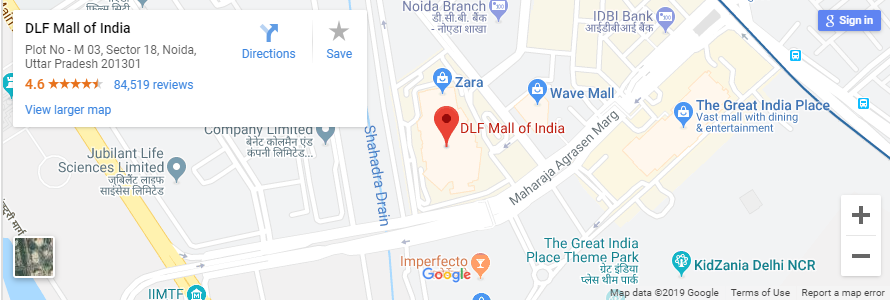 DLF Mall of India
Plot No - M 03, Sector 18, Noida,
Uttar Pradesh 201301
4.6
84,519 reviews
View larger map
Directions
Save
Noida Branch
डी.सी.बी. बैंक
- नोएडा शाखा
IDBI Bank
आईडीबीआई बैंक
Sign in
Zara
Wave Mall
DLF Mall of India
The Great India Place
Vast mall with dining
& entertainment
Company Limited
बेनेट कोलमैन एंड
कंपनी लिमिटेड...
Jubilant Life
Sciences Limited
जुबिलैंट लाइफ
साइंसेस लिमिटेड
Shahadra Drain
Maharaja Agrasen Marg
Imperfecto
Google
The Great India
Place Theme Park
ग्रेट इंडिया
प्लेस थीम पार्क
KidZania Delhi NCR
IIMTF
Map data ©2019 Google
Terms of Use
Report a map error